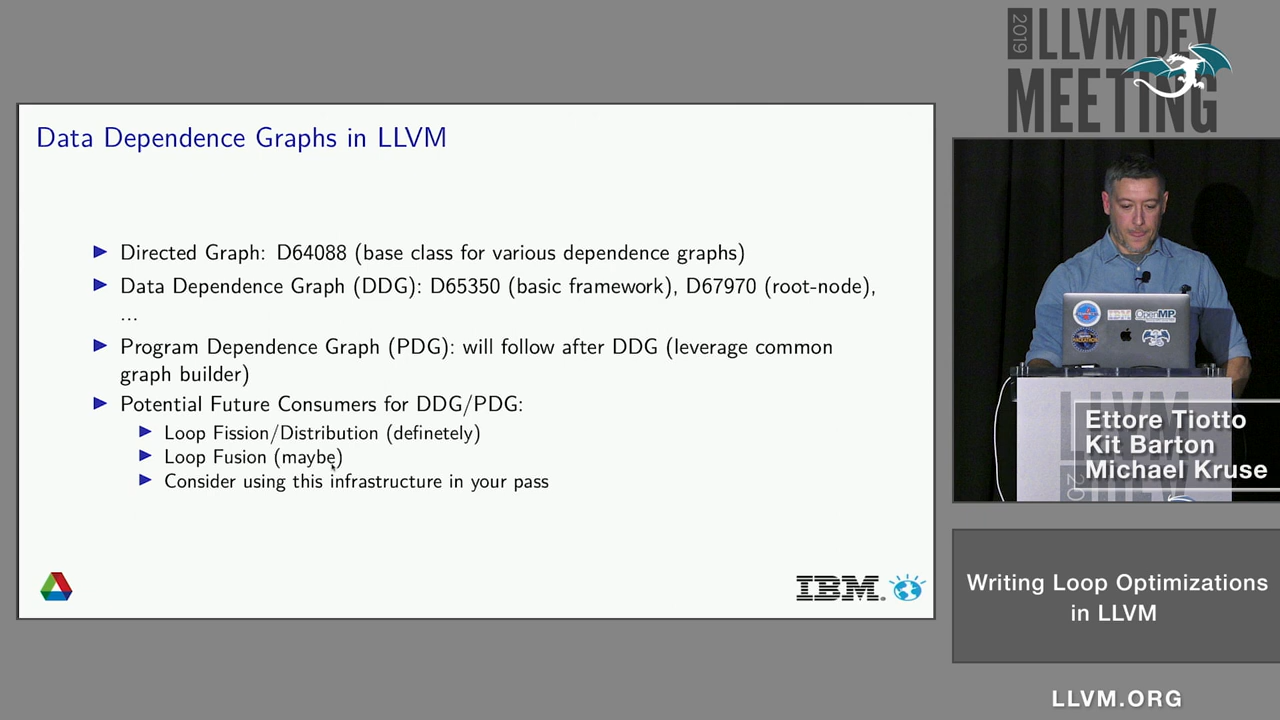 2019
LLVM DEV
MEETING
Data Dependence Graphs in LLVM
Directed Graph: D64088 (base class for various dependence graphs)
Data Dependence Graph (DDG): D65350 (basic framework), D67970 (root-node),
...
Program Dependence Graph (PDG): will follow after DDG (leverage common
graph builder)
Potential Future Consumers for DDG/PDG:
Loop Fission/Distribution (definetely)
Loop Fusion (maybe)
Consider using this infrastructure in your pass
IBM.
IBM
OpenMP
LLVM
20
Ettore Tiotto
Kit Barton
Michael Kruse
Writing Loop Optimizations
in LLVM
LLVM.ORG